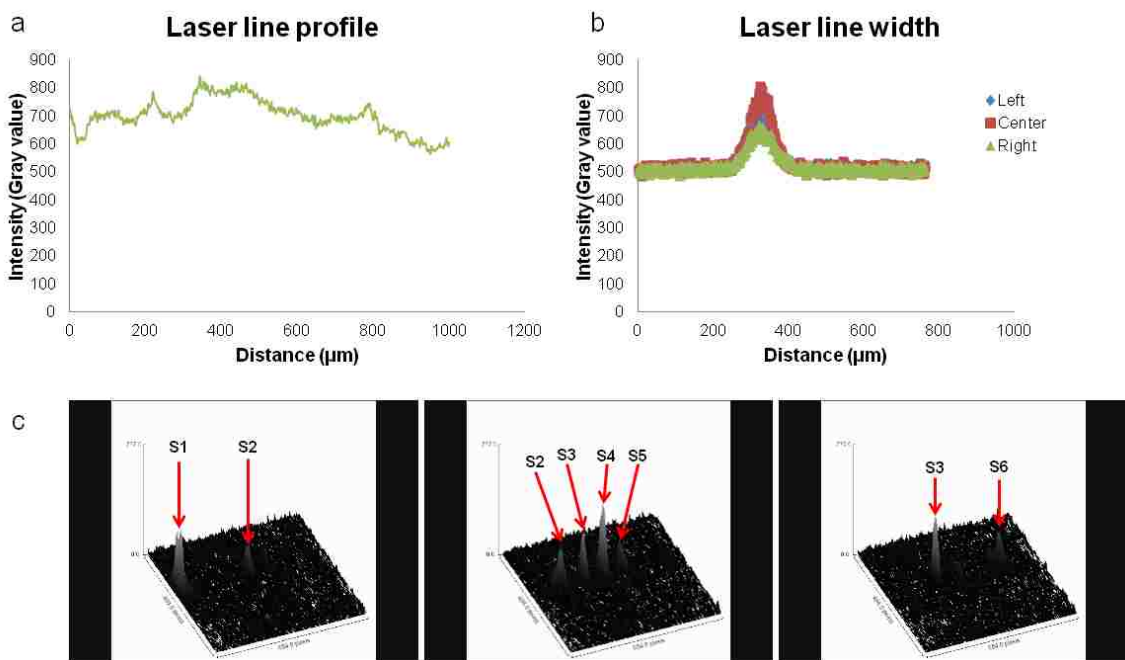 a
Laser line profile
Intensity (Gray value)
900
800
700
600
500
400
300
200
100
0
0 200 400 600 800 1000 1200
Distance (µm)
b
Laser line width
Intensity (Gray value)
900
800
700
600
500
400
300
200
100
0
0 200 400 600 800 1000
Distance (µm)
Left
Center
Right
c
S1 S2
S2 S3 S4 S5
S3 S6